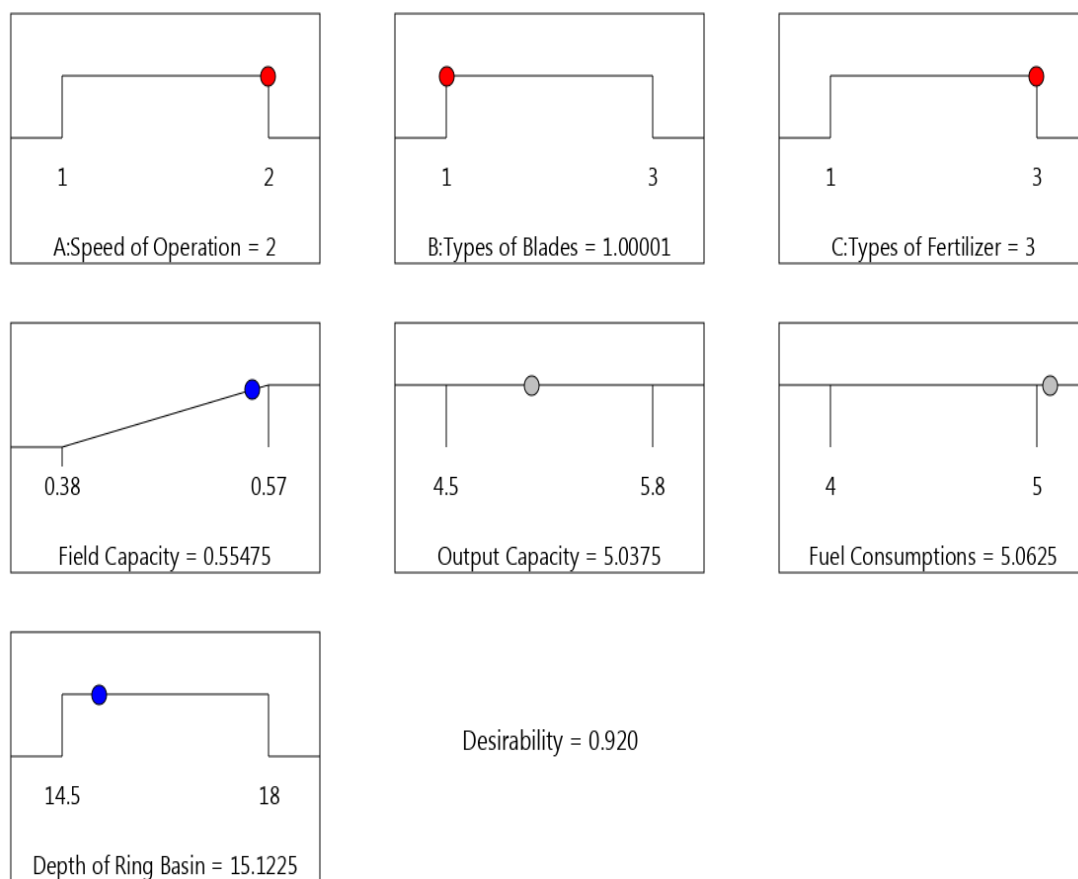 1 2
A:Speed of Operation = 2
1 3
B:Types of Blades = 1.00001
1 3
C:Types of Fertilizer = 3
0.38 0.57
Field Capacity = 0.55475
4.5 5.8
Output Capacity = 5.0375
4 5
Fuel Consumptions = 5.0625
14.5 18
Depth of Ring Basin = 15.1225
Desirability = 0.920